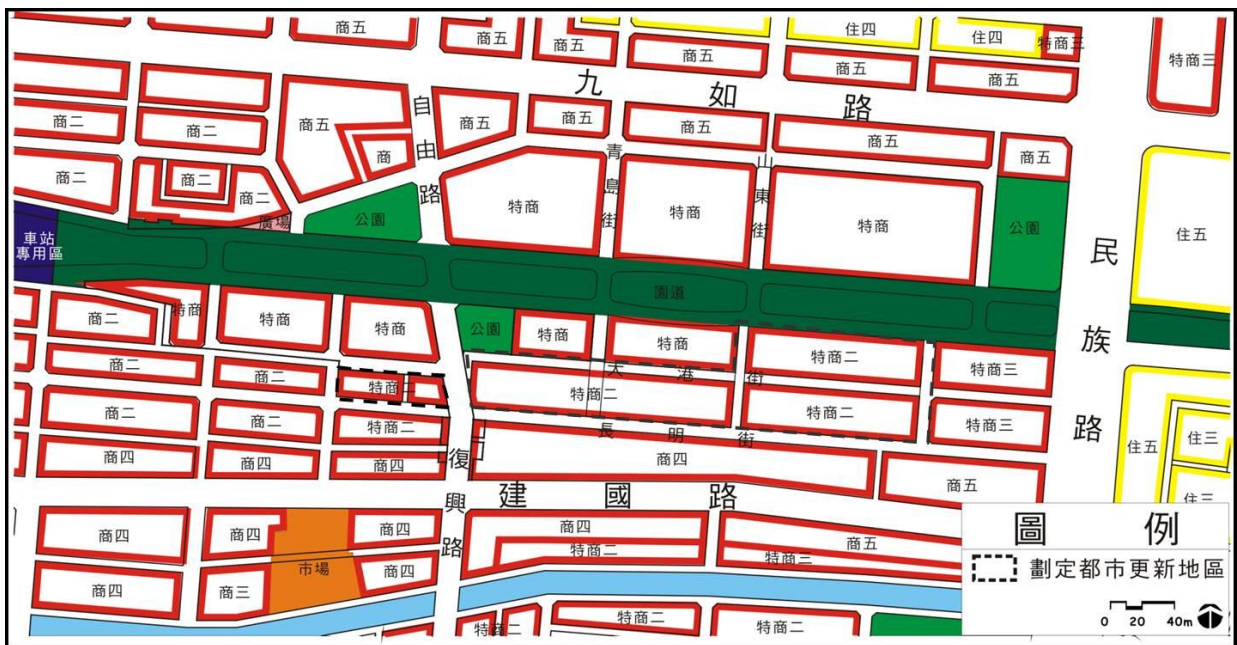 商五
商五
商五
商五
住四
住四
特商三
特商三
商五
商五
九如路
自由路
商二
商二
商五
商
商五
商五
商五
商五
商五
青島街
山東街
商二
商二
商二
特商
特商
特商
公園
公園
廣場
車站
專用區
民族路
住五
園道
商二
特商
特商
特商
公園
特商
特商
特商二
特商三
大港街
商二
商二
特商二
特商二
特商二
特商三
商二
商二
特商二
長明街
住五
住三
商四
商四
商四
復興路
商四
商五
住三
建國路
商四
商四
商四
商四
特商二
商五
特商三
市場
商四
商三
商四
特商二
特商二
特商二
圖例
劃定都市更新地區
0 20 40m